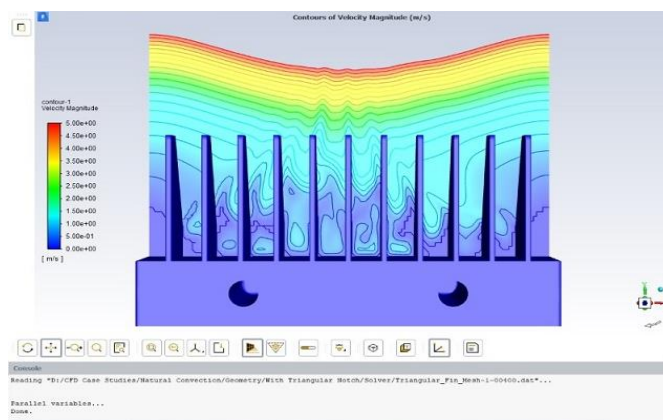 Contours of Velocity Magnitude (m/s)
contour-1
Velocity Magnitude
5.00e+00
4.50e+00
4.00e+00
3.50e+00
3.00e+00
2.50e+00
2.00e+00
1.50e+00
1.00e+00
5.00e-01
0.00e+00
[ m/s ]
Console
Reading "D:/CFD Case Studies/Natural Convection/Geometry/With Triangular Notch/Solver/Triangular_Fin_Mesh-1-00400.dat"...
Parallel variables...
Done.